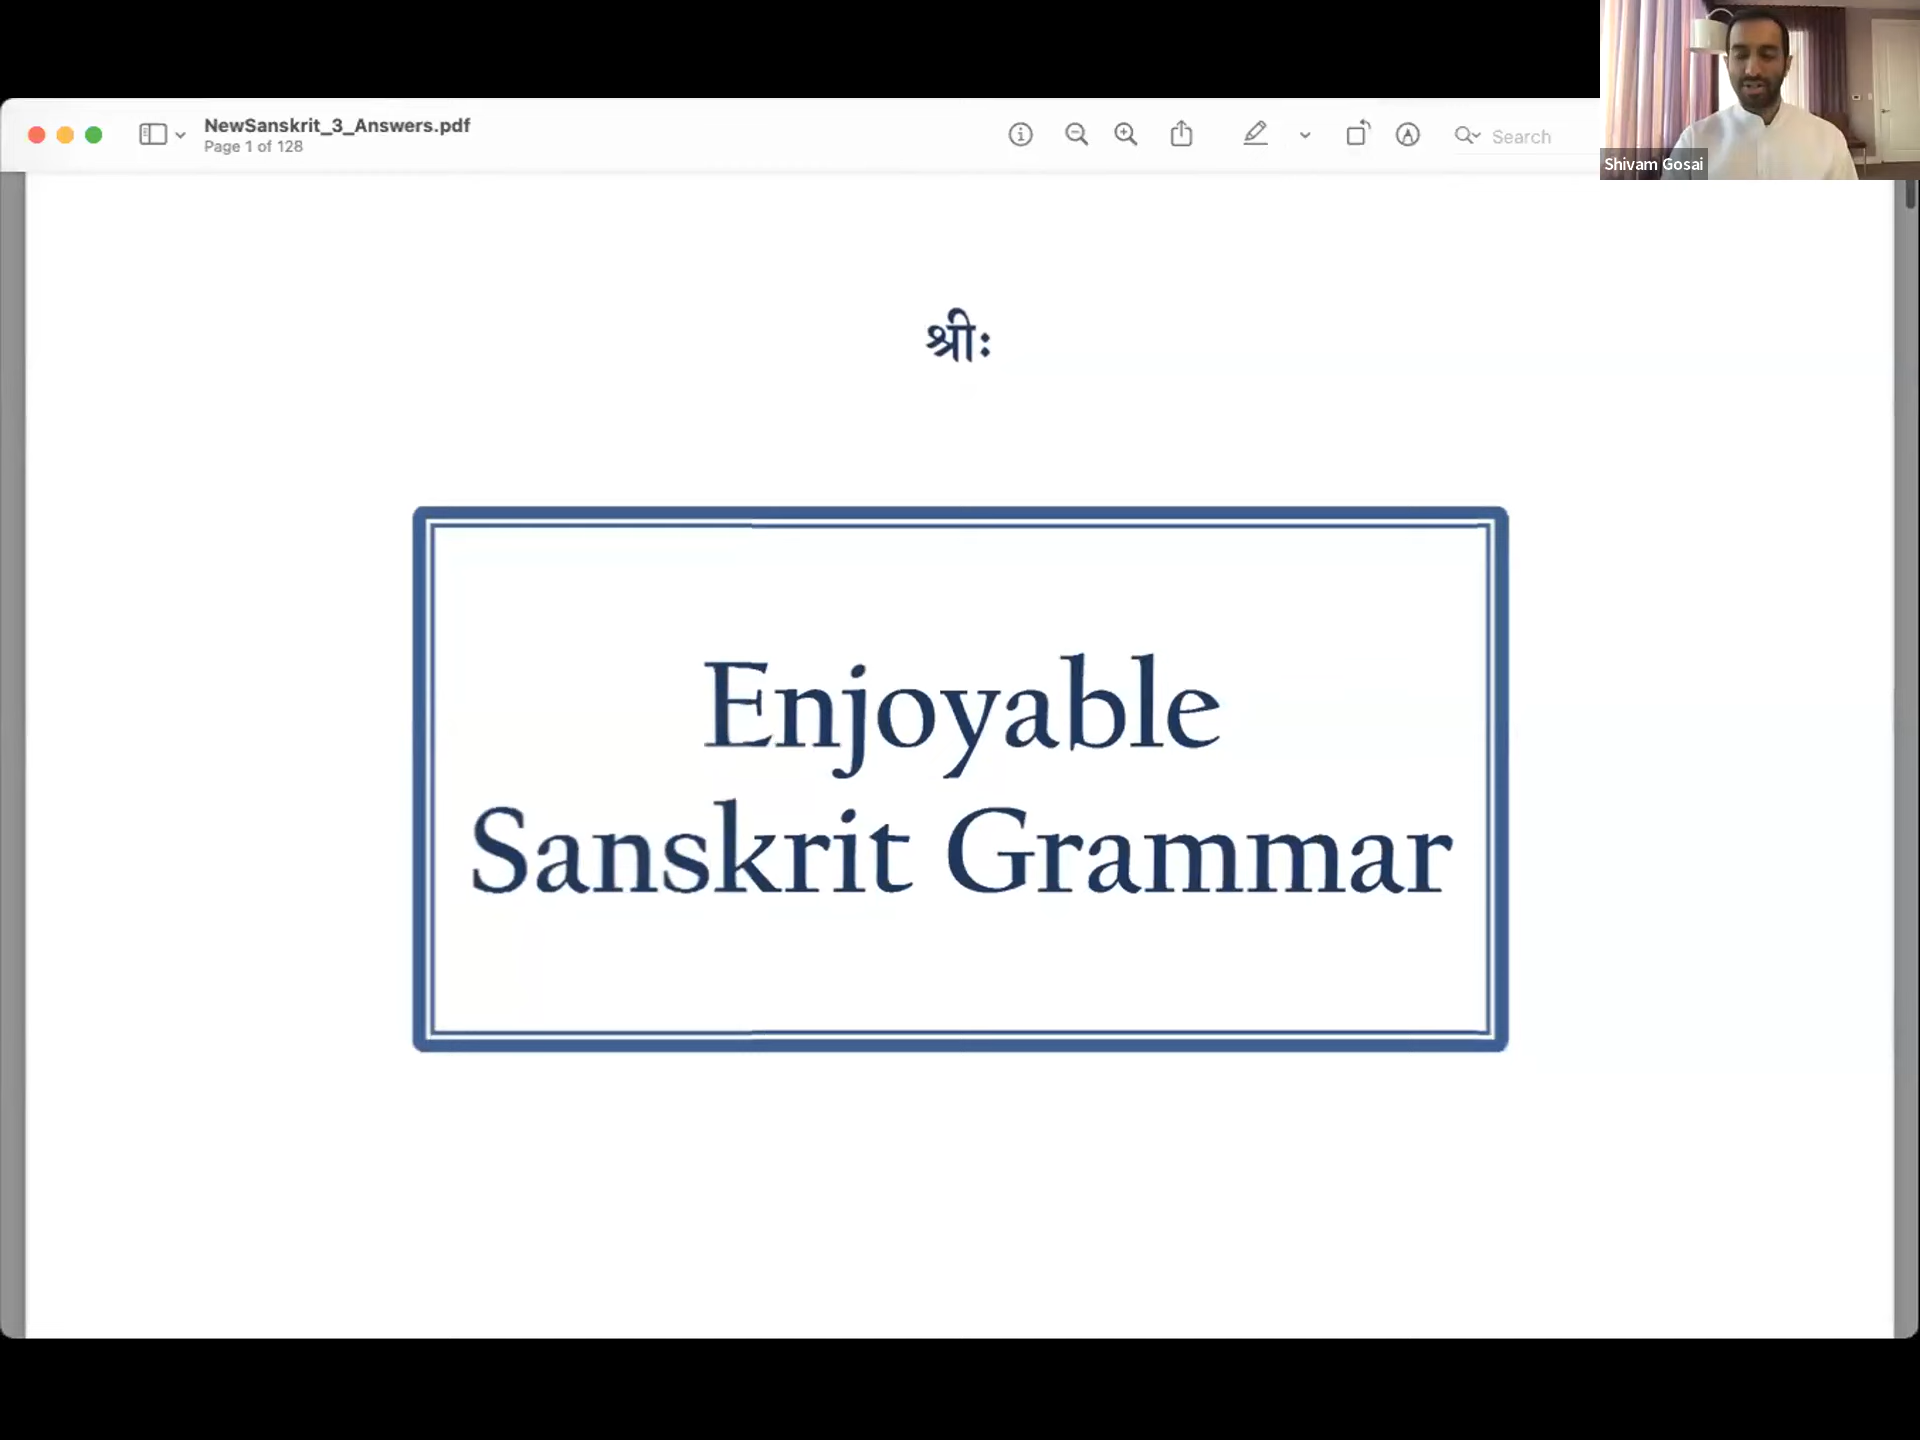 NewSanskrit_3_Answers.pdf
Page 1 of 128
Search
Shivam Gosai
श्रीः
Enjoyable
Sanskrit Grammar